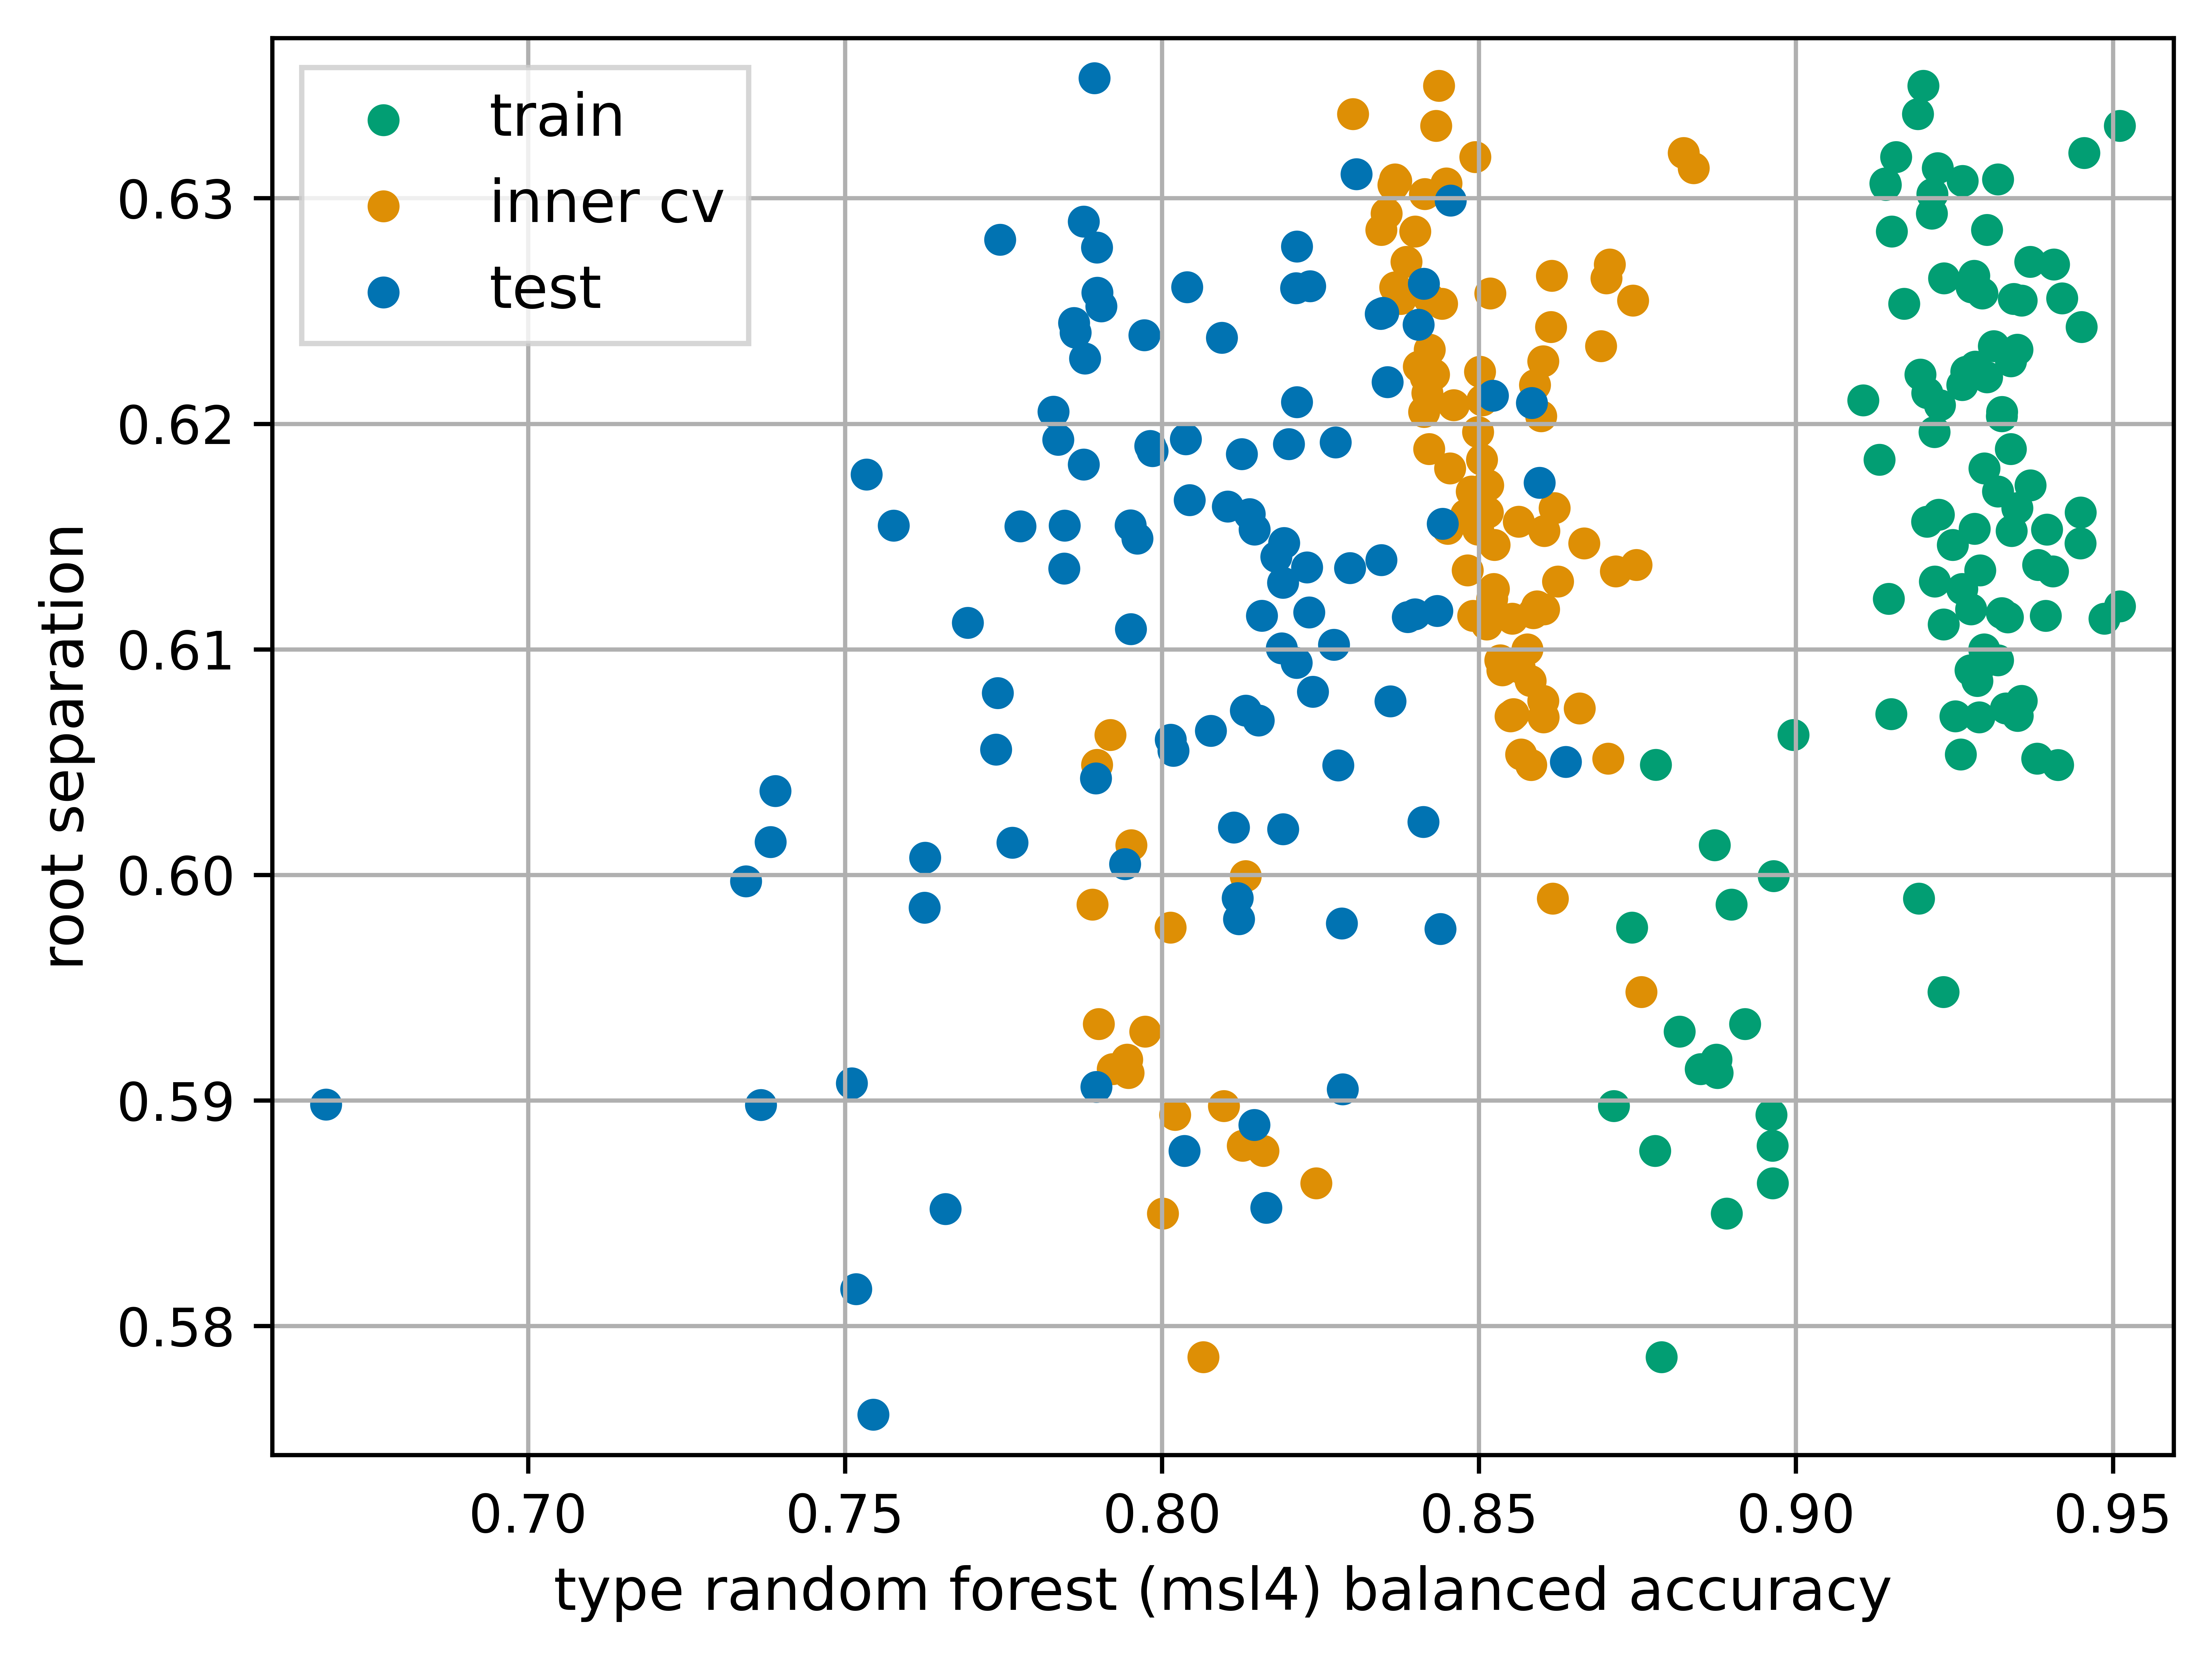 train
inner cv
test
root separation
0.63
0.62
0.61
0.60
0.59
0.58
0.70 0.75 0.80 0.85 0.90 0.95
type random forest (msl4) balanced accuracy